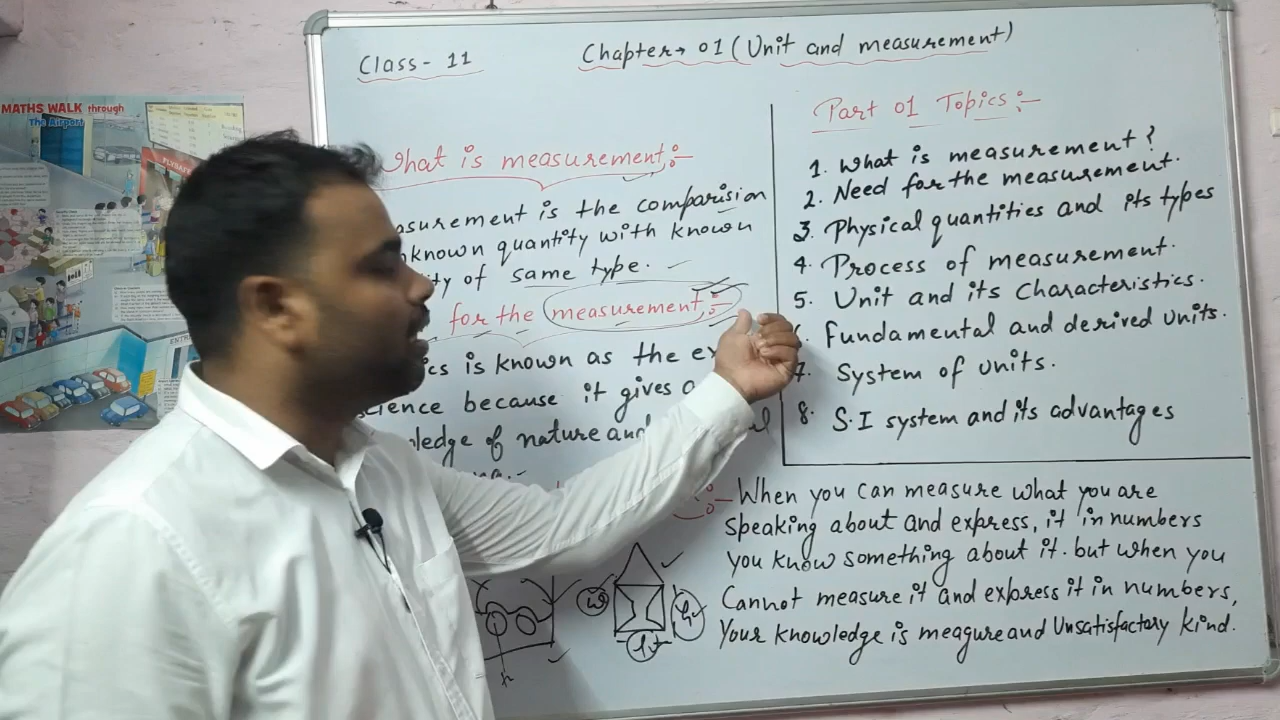 MATHS WALK through
The Airport
Class- 11
Chapter→ 01 (Unit and measurement)
What is measurement:-
asurement is the comparision
nknown quantity with known
ity of same type.
for the measurement:-
cs is known as the ex
science because it gives a
ledge of nature and
Part 01 Topics:-
1. What is measurement?
2. Need for the measurement.
3. Physical quantities and its types
4. Process of measurement.
5. Unit and its Characteristics.
Fundamental and derived units.
7. System of units.
8. S.I system and its advantages
When you can measure what you are
speaking about and express, it in numbers
you know something about it. but when you
Cannot measure it and express it in numbers,
Your knowledge is meagure and Unsatisfactory kind.